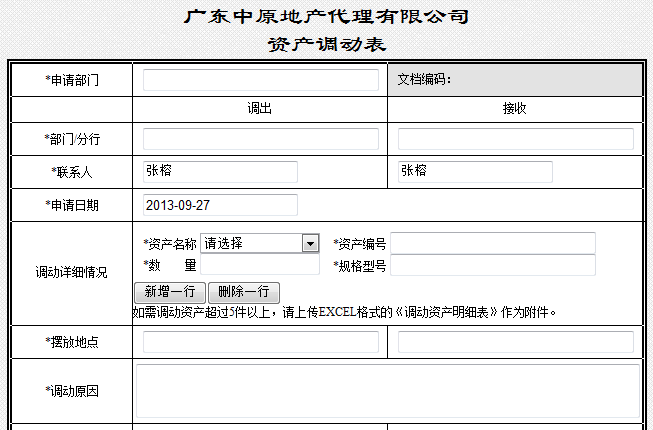 广东中原地产代理有限公司
资产调动表
*申请部门 文档编码:
调出 接收
*部门/分行
*联系人 张榕 张榕
*申请日期 2013-09-27
*资产名称 请选择 *资产编号
调动详细情况 *数 量 *规格型号
新增一行 删除一行
如需调动资产超过5件以上，请上传EXCEL格式的《调动资产明细表》作为附件。
*摆放地点
*调动原因